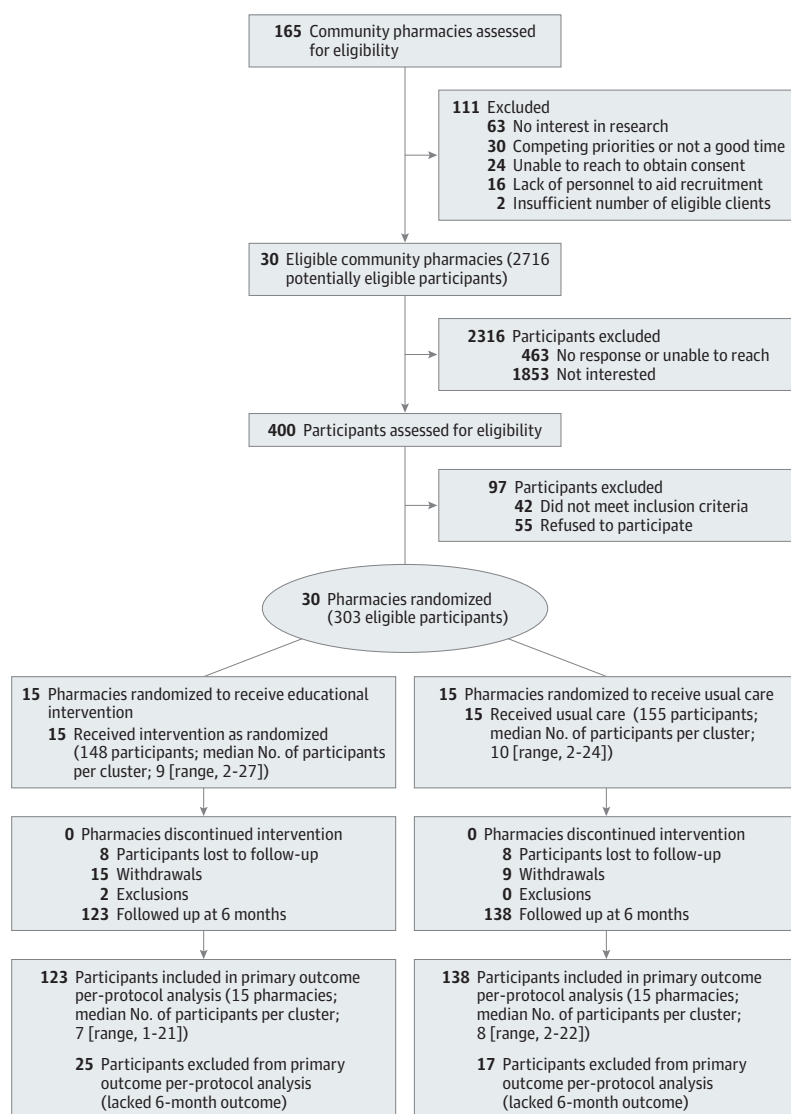 165 Community pharmacies assessed
for eligibility
111 Excluded
63 No interest in research
30 Competing priorities or not a good time
24 Unable to reach to obtain consent
16 Lack of personnel to aid recruitment
2 Insufficient number of eligible clients
30 Eligible community pharmacies (2716
potentially eligible participants)
2316 Participants excluded
463 No response or unable to reach
1853 Not interested
400 Participants assessed for eligibility
97 Participants excluded
42 Did not meet inclusion criteria
55 Refused to participate
30 Pharmacies randomized
(303 eligible participants)
15 Pharmacies randomized to receive educational
intervention
15 Received intervention as randomized
(148 participants; median No. of participants
per cluster; 9 [range, 2-27])
15 Pharmacies randomized to receive usual care
15 Received usual care (155 participants;
median No. of participants per cluster;
10 [range, 2-24])
0 Pharmacies discontinued intervention
8 Participants lost to follow-up
15 Withdrawals
2 Exclusions
123 Followed up at 6 months
0 Pharmacies discontinued intervention
8 Participants lost to follow-up
9 Withdrawals
0 Exclusions
138 Followed up at 6 months
123 Participants included in primary outcome
per-protocol analysis (15 pharmacies;
median No. of participants per cluster;
7 [range, 1-21])
25 Participants excluded from primary
outcome per-protocol analysis
(lacked 6-month outcome)
138 Participants included in primary outcome
per-protocol analysis (15 pharmacies;
median No. of participants per cluster;
8 [range, 2-22])
17 Participants excluded from primary
outcome per-protocol analysis
(lacked 6-month outcome)